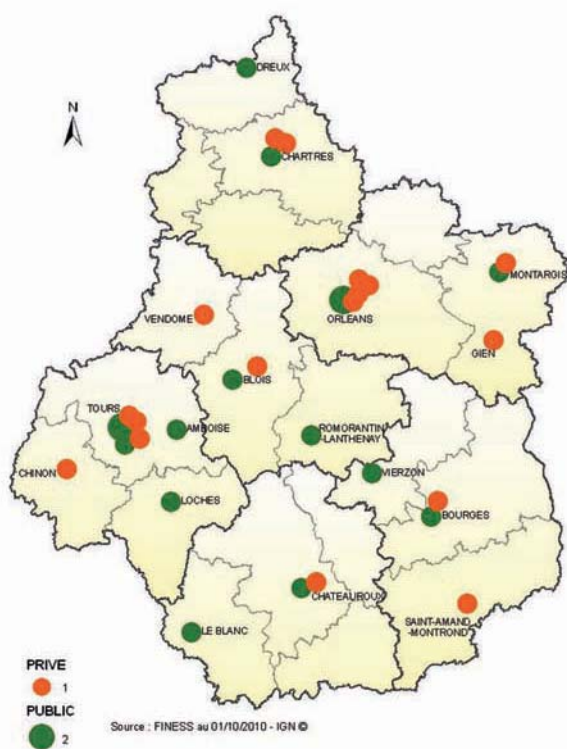 DREUX
N
CHARTRES
MONTARGIS
VENDOME
ORLEANS
GIEN
BLOIS
TOURS
AMBOISE
ROMORANTIN
-LANTHENAY
VIERZON
CHINON
LOCHES
BOURGES
CHATEAUROUX
SAINT-AMAND
-MONTROND
LE BLANC
PRIVE
1
PUBLIC
2
Source : FINESS au 01/10/2010 - IGN ©